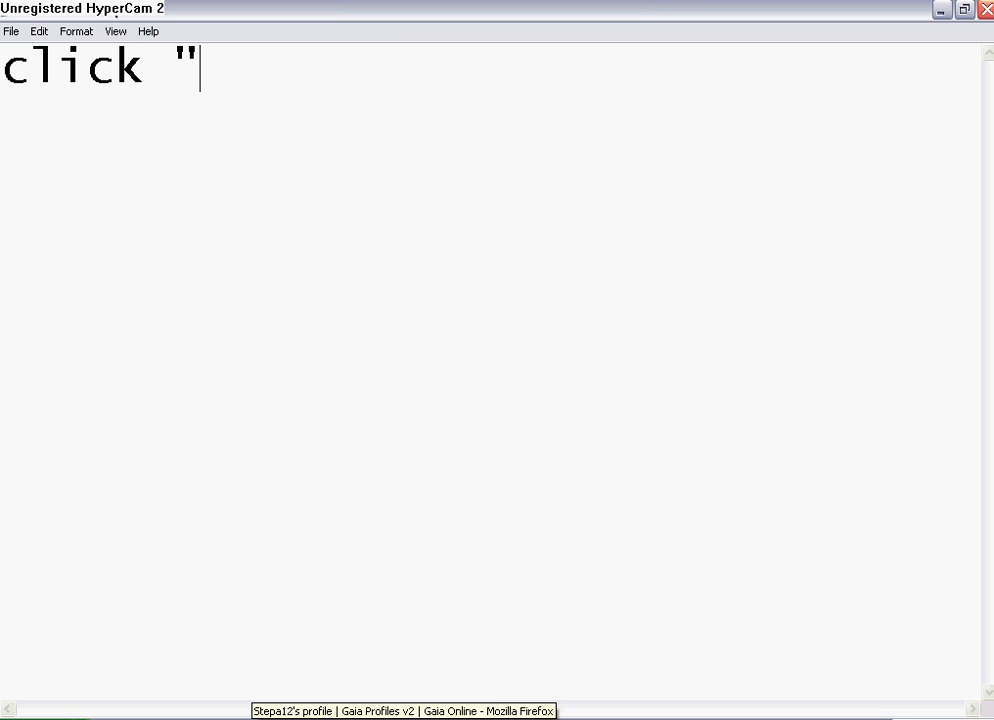 Unregistered HyperCam 2
File Edit Format View Help
click "
Stepa12's profile | Gaia Profiles v2 | Gaia Online - Mozilla Firefox